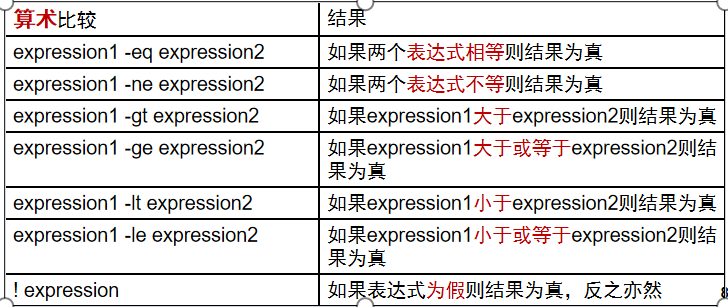 算术比较 结果
expression1 -eq expression2 如果两个表达式相等则结果为真
expression1 -ne expression2 如果两个表达式不等则结果为真
expression1 -gt expression2 如果expression1大于expression2则结果为真
expression1 -ge expression2 如果expression1大于或等于expression2则结
果为真
expression1 -lt expression2 如果expression1小于expression2则结果为真
expression1 -le expression2 如果expression1小于或等于expression2则结
果为真
! expression 如果表达式为假则结果为真，反之亦然